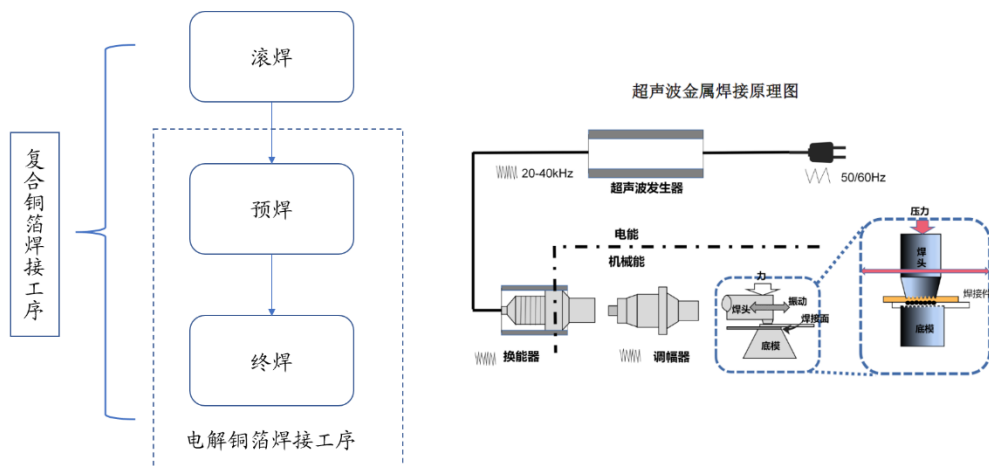 复合铜箔焊接工序
滚焊
预焊
终焊
电解铜箔焊接工序
超声波金属焊接原理图
20-40kHz
超声波发生器
50/60Hz
电能
机械能
换能器
调幅器
力
焊头
振动
焊接面
底模
压力
焊头
焊接件
底模